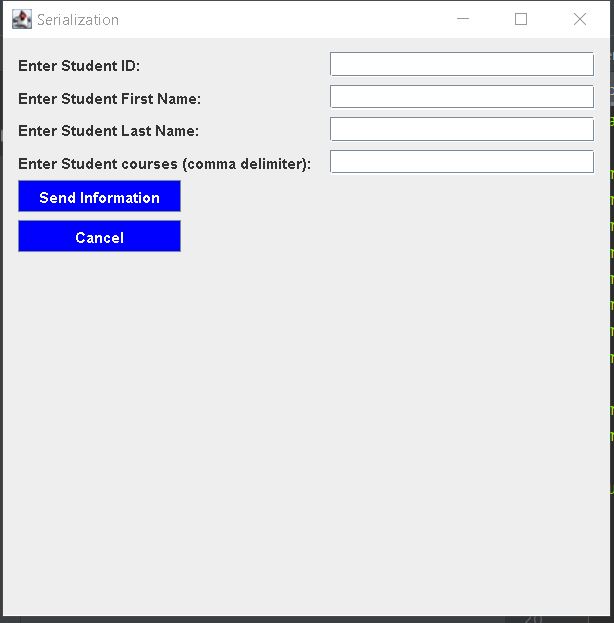 Serialization
Enter Student ID:
Enter Student First Name:
Enter Student Last Name:
Enter Student courses (comma delimiter):
Send Information
Cancel